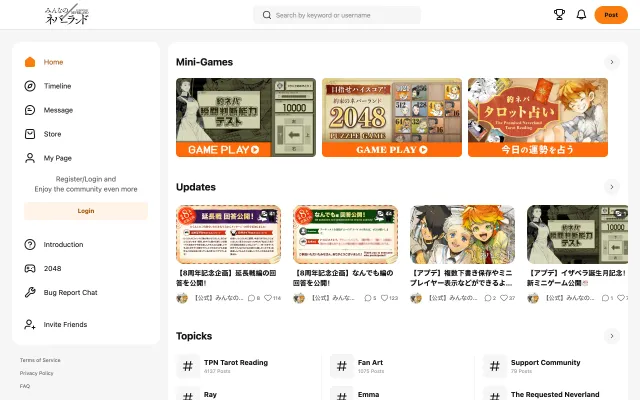 みんなの
ネバーランド
Search by keyword or username
Post
Home
Timeline
Message
Store
My Page
Register/Login and
Enjoy the community even more
Login
Introduction
2048
Bug Report Chat
Invite Friends
Terms of Service
Privacy Policy
FAQ
Mini-Games
約ネバ
瞬間判断能力
テスト
10000
GAME PLAY
目指せハイスコア!
約束のネバーランド
2048
PUZZLE GAME
GAME PLAY
約ネバ
タロット占い
The Promised Neverland
Tarot Reading
今日の運勢を占う
Updates
延長戦 回答公開!
なんでも編 回答公開!
【8周年記念企画】延長戦編の回
答を公開!
【公式】みんなの...
8
114
【8周年記念企画】なんでも編の
回答を公開!
【公式】みんなの...
5
123
【アプデ】複数下書き保存やミニ
プレイヤー表示などができるよ...
【公式】みんなの...
2
37
【アプデ】イザベラ誕生月記念!
新ミニゲーム公開
【公式】みんなの...
1
Topicks
TPN Tarot Reading
4137 Posts
Fan Art
1075 Posts
Support Community
78 Posts
Ray
Emma
The Requested Neverland